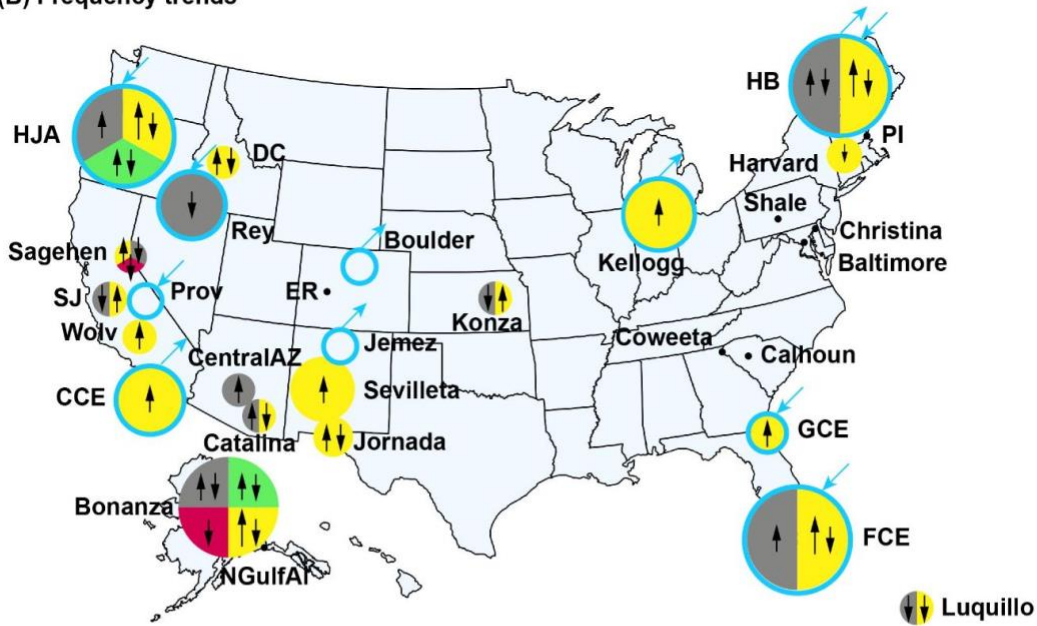 (B) Frequency trends
HB
HJA
PI
DC
Harvard
Shale
Rey
Boulder
Christina
Sagehen
Kellogg
Baltimore
SJ
Prov
ER
Konza
Wolv
Jemez
Coweeta
CentralAZ
Calhoun
CCE
Sevilleta
GCE
Catalina
Jornada
Bonanza
FCE
NGulfAl
Luquillo